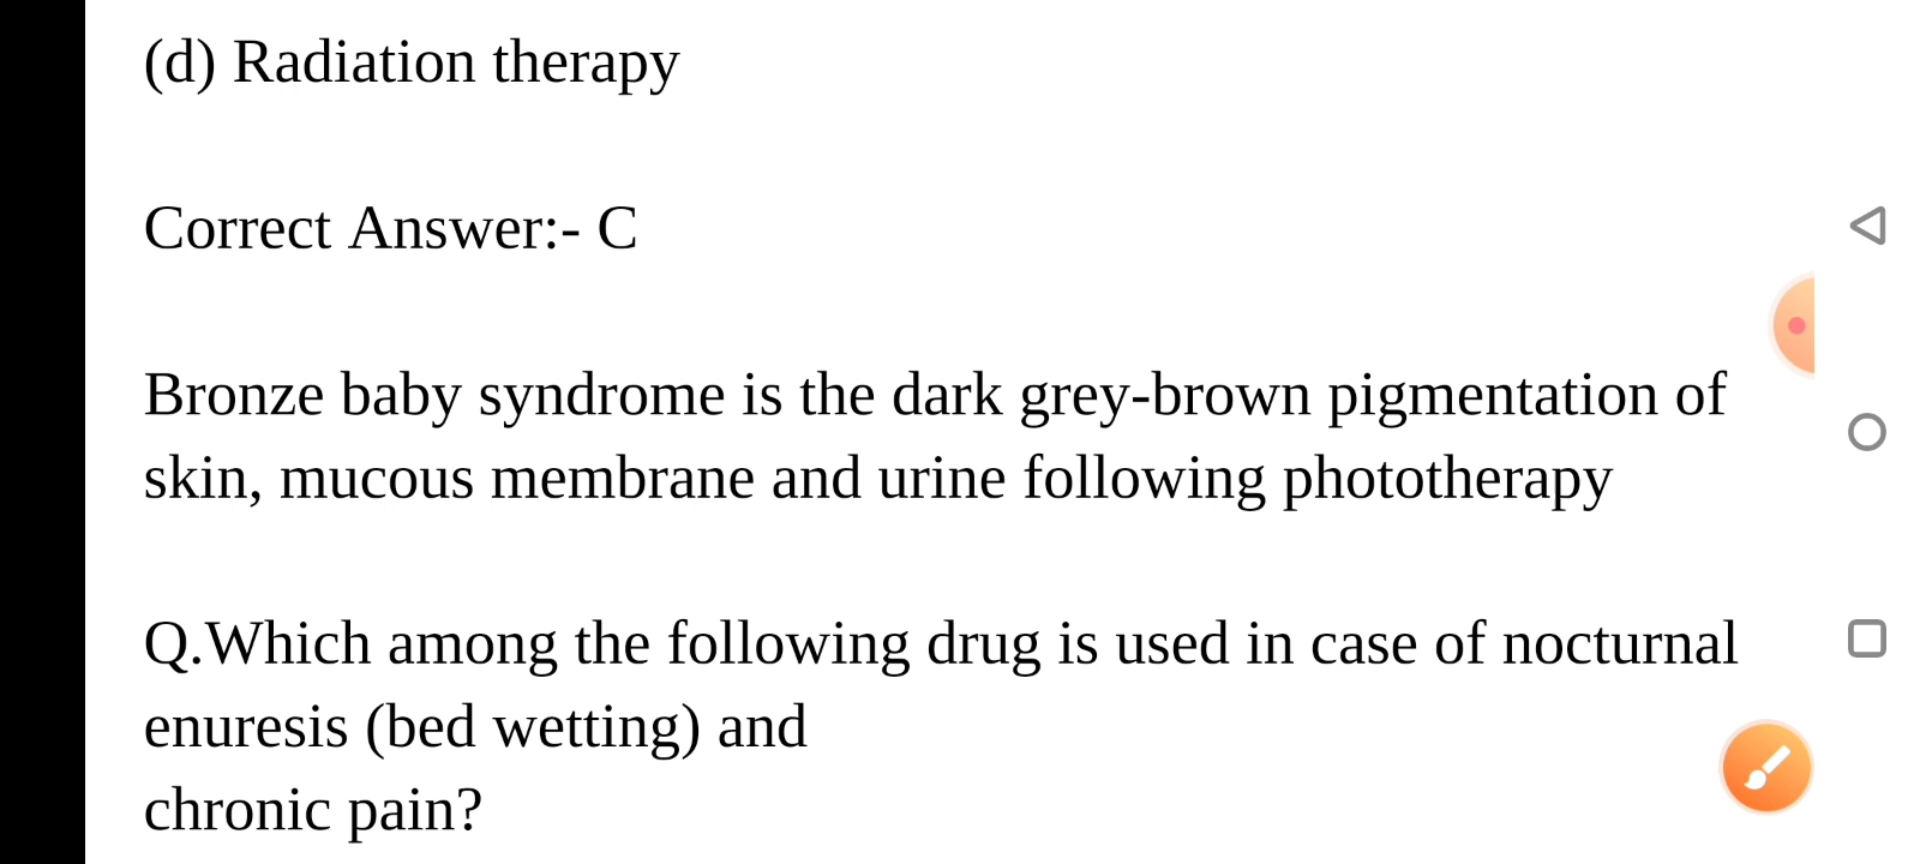 (d) Radiation therapy
Correct Answer:- C
Bronze baby syndrome is the dark grey-brown pigmentation of
skin, mucous membrane and urine following phototherapy
Q.Which among the following drug is used in case of nocturnal
enuresis (bed wetting) and
chronic pain?